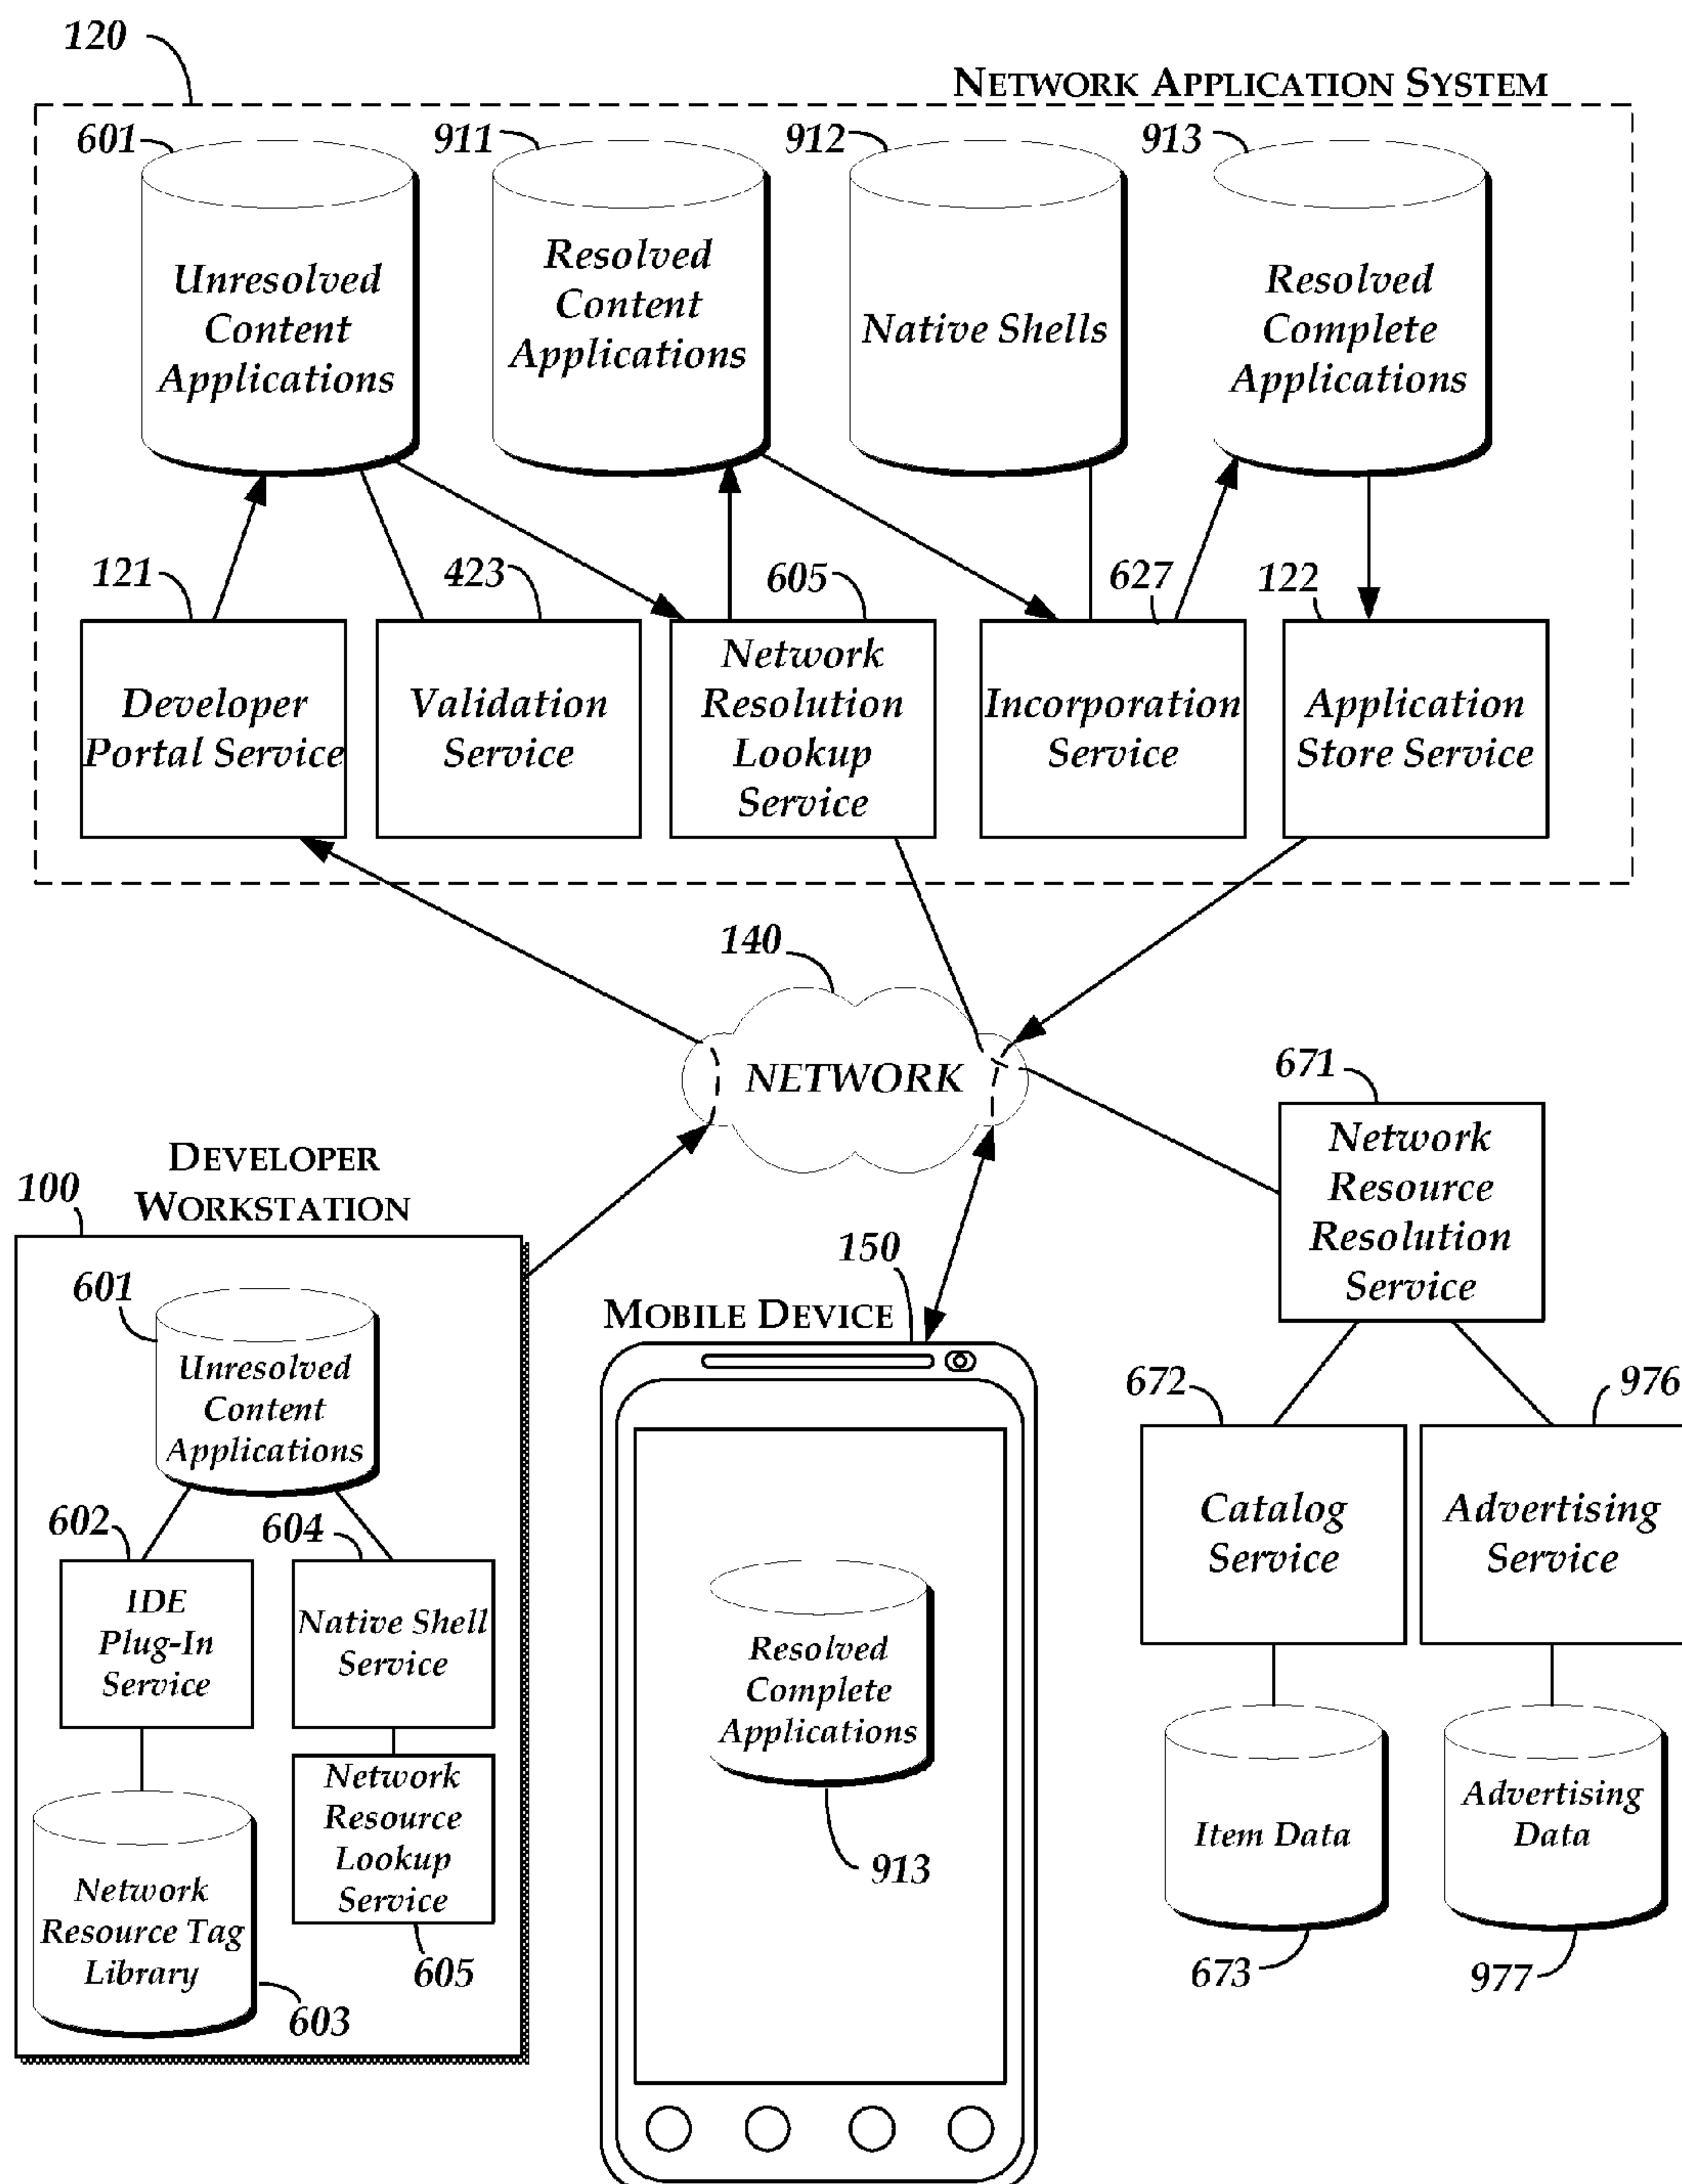 120
NETWORK APPLICATION SYSTEM
601
911
912
913
Unresolved
Content
Applications
Resolved
Content
Applications
Native Shells
Resolved
Complete
Applications
121
423
605
627
122
Developer
Portal Service
Validation
Service
Network
Resolution
Lookup
Service
Incorporation
Service
Application
Store Service
140
NETWORK
671
Network
Resource
Resolution
Service
DEVELOPER
WORKSTATION
100
601
Unresolved
Content
Applications
602
604
IDE
Plug-In
Service
Native Shell
Service
Network
Resource
Lookup
Service
605
Network
Resource Tag
Library
603
150
MOBILE DEVICE
Resolved
Complete
Applications
913
672
976
Catalog
Service
Advertising
Service
Item Data
Advertising
Data
673
977